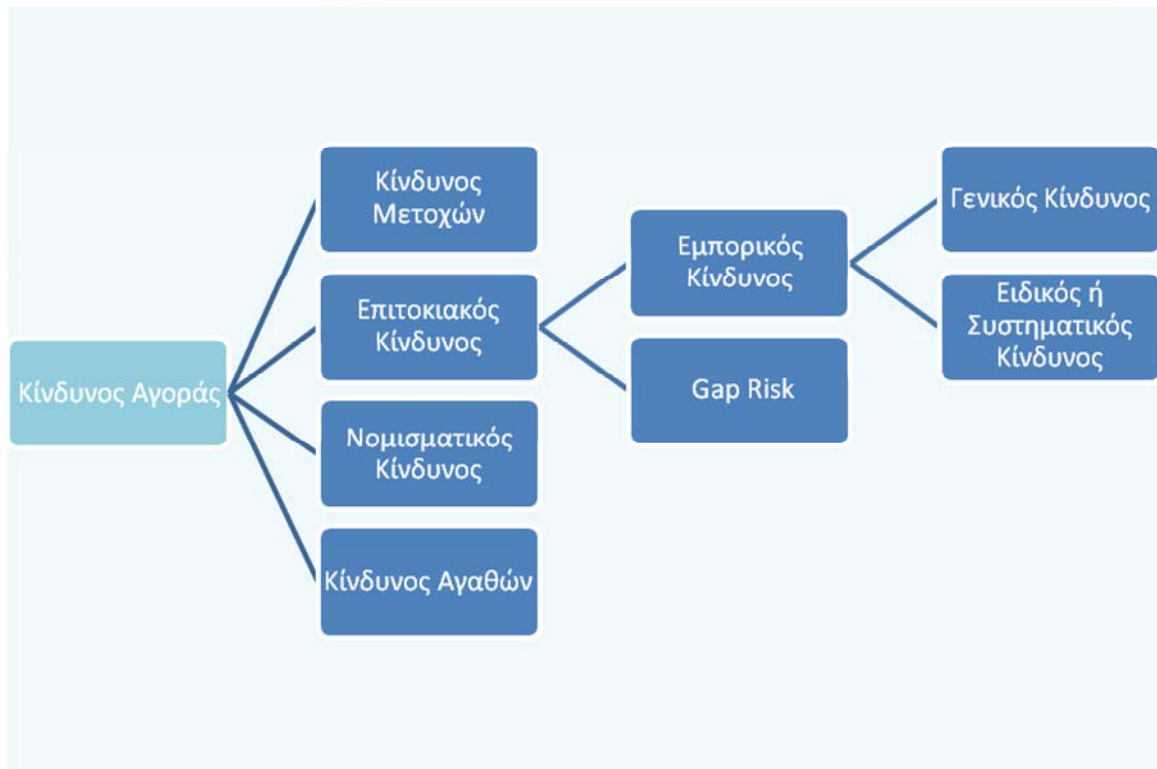 Κίνδυνος Αγοράς
Κίνδυνος
Μετοχών
Επιτοκιακός
Κίνδυνος
Νομισματικός
Κίνδυνος
Κίνδυνος Αγαθών
Εμπορικός
Κίνδυνος
Gap Risk
Γενικός Κίνδυνος
Ειδικός ή
Συστηματικός
Κίνδυνος